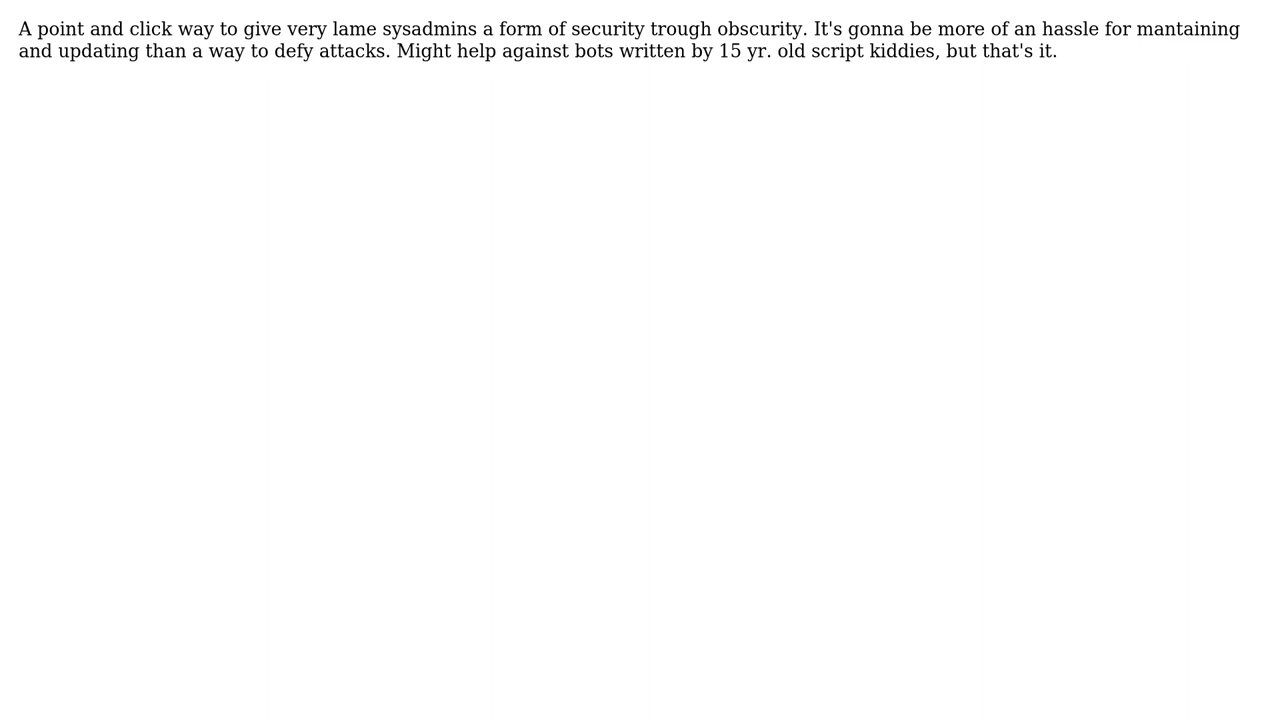 A point and click way to give very lame sysadmins a form of security trough obscurity. It's gonna be more of an hassle for mantaining
and updating than a way to defy attacks. Might help against bots written by 15 yr. old script kiddies, but that's it.